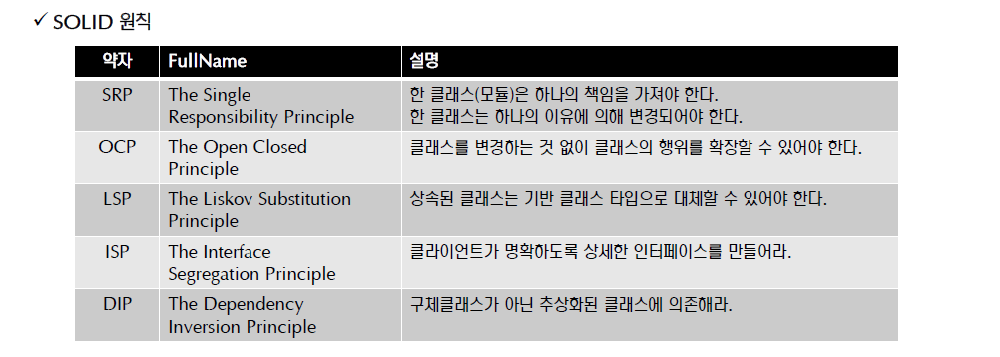 ✓ SOLID 원칙
약자 FullName 설명
SRP The Single Responsibility Principle 한 클래스(모듈)은 하나의 책임을 가져야 한다.
한 클래스는 하나의 이유에 의해 변경되어야 한다.
OCP The Open Closed Principle 클래스를 변경하는 것 없이 클래스의 행위를 확장할 수 있어야 한다.
LSP The Liskov Substitution Principle 상속된 클래스는 기반 클래스 타입으로 대체할 수 있어야 한다.
ISP The Interface Segregation Principle 클라이언트가 명확하도록 상세한 인터페이스를 만들어라.
DIP The Dependency Inversion Principle 구체클래스가 아닌 추상화된 클래스에 의존해라.